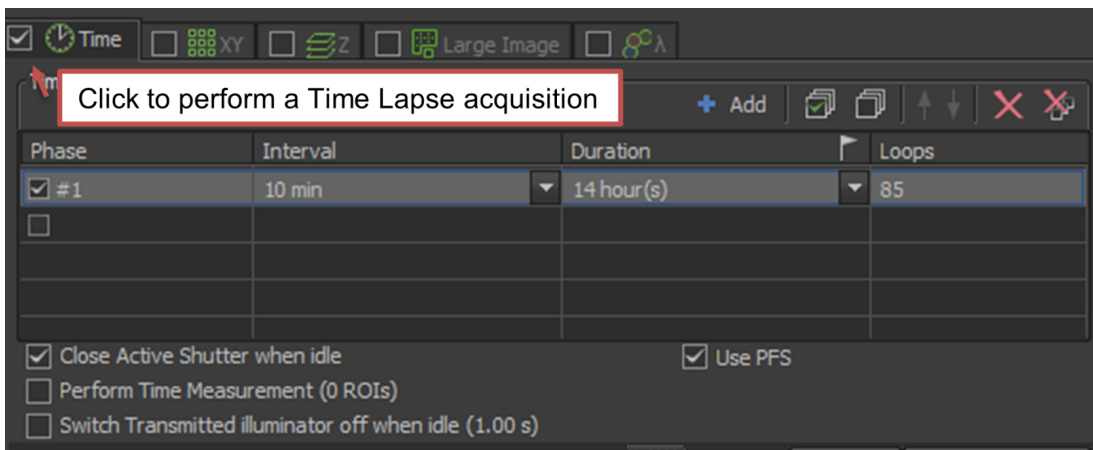 Time XY Z Large Image λ
Click to perform a Time Lapse acquisition
Add
Phase Interval Duration Loops
#1 10 min 14 hour(s) 85
Close Active Shutter when idle Use PFS
Perform Time Measurement (0 ROIs)
Switch Transmitted illuminator off when idle (1.00 s)